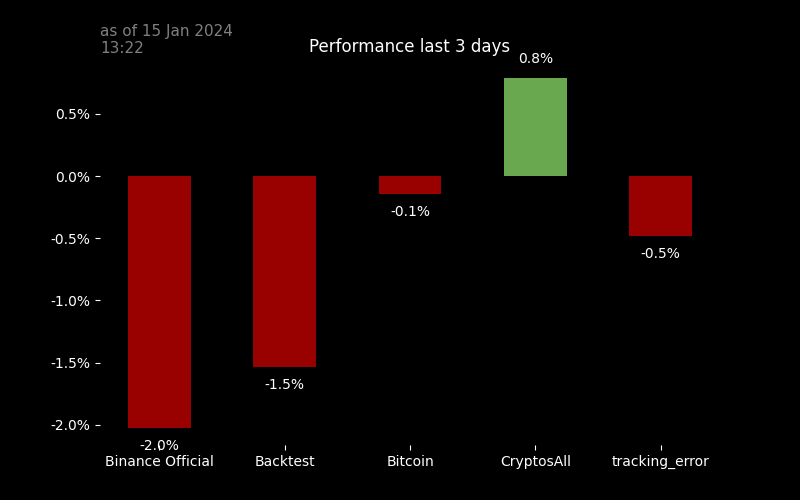 as of 15 Jan 2024
13:22
Performance last 3 days
0.8%
0.5%
0.0%
-0.1%
-0.5%
-0.5%
-1.0%
-1.5%
-1.5%
-2.0%
-2.0%
Binance Official
Backtest
Bitcoin
CryptosAll
tracking_error